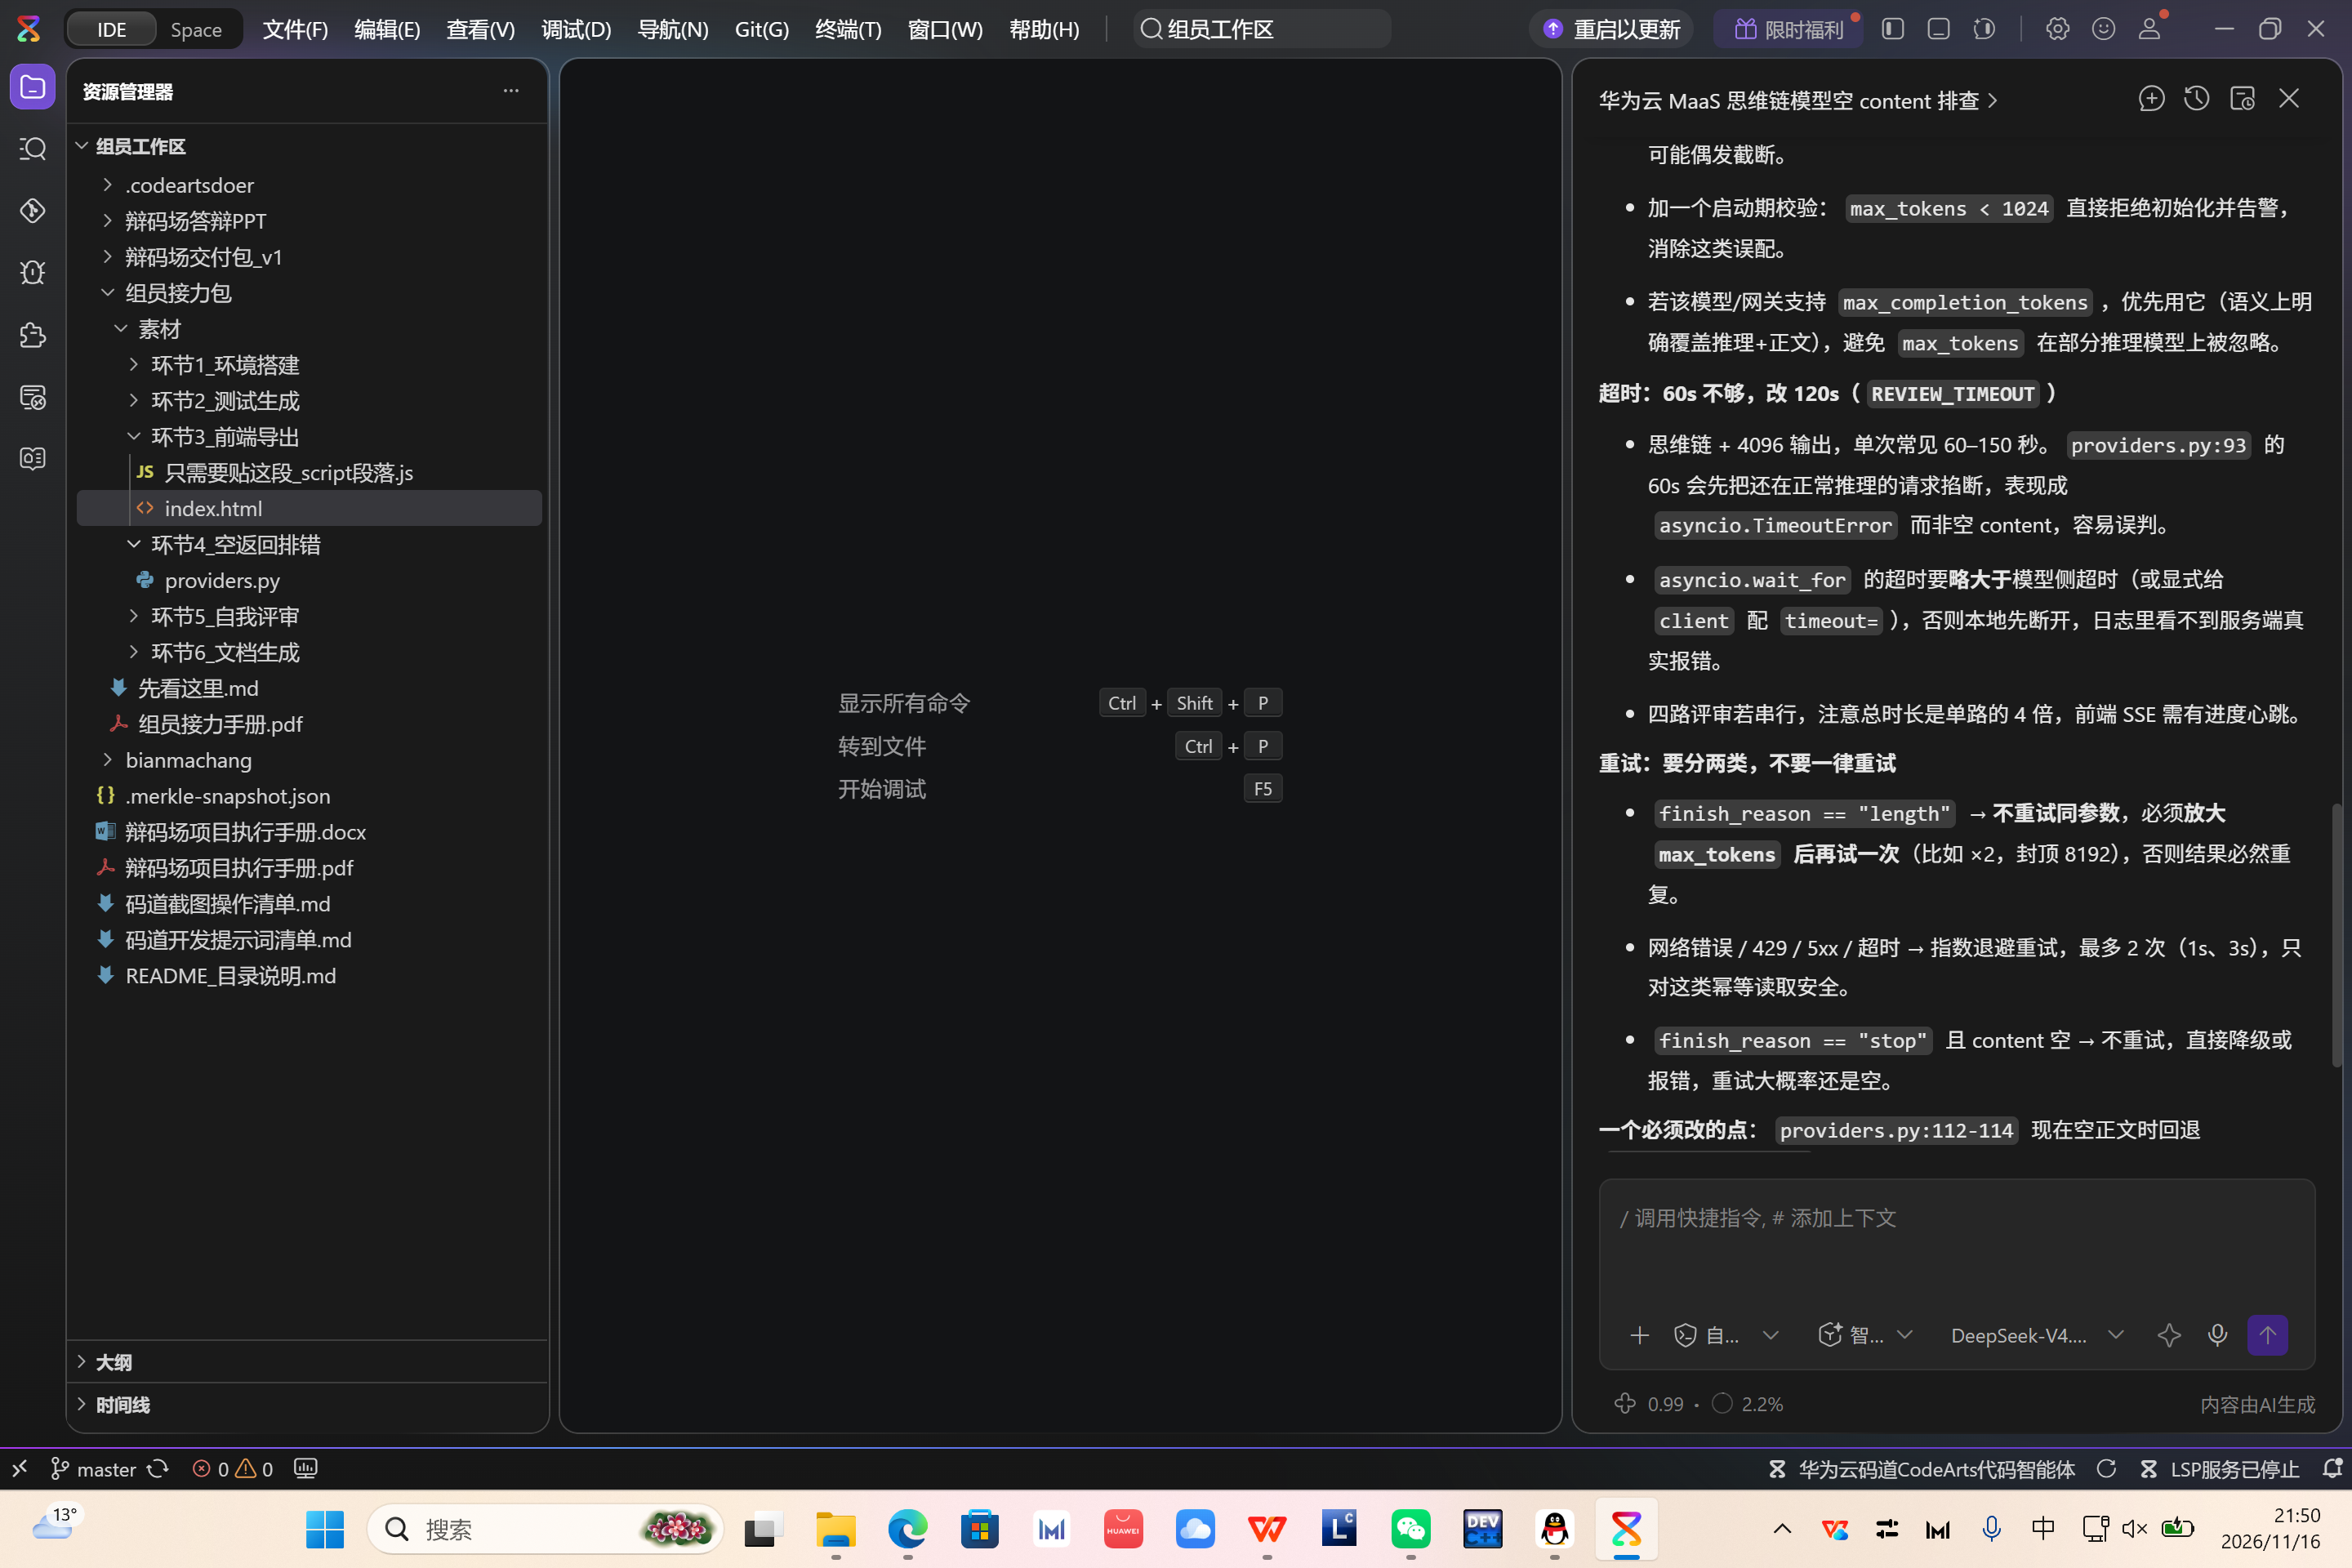 IDE Space 文件(F) 编辑(E) 查看(V) 调试(D) 导航(N) Git(G) 终端(T) 窗口(W) 帮助(H) 组员工作区 重启以更新 限时福利
资源管理器
组员工作区
.codeartsdoer
辩码场答辩PPT
辩码场交付包_v1
组员接力包
素材
环节1_环境搭建
环节2_测试生成
环节3_前端导出
JS 只需要贴这段_script段落.js
<> index.html
环节4_空返回排错
providers.py
环节5_自我评审
环节6_文档生成
先看这里.md
组员接力手册.pdf
bianmachang
{} .merkle-snapshot.json
辩码场项目执行手册.docx
辩码场项目执行手册.pdf
码道截图操作清单.md
码道开发提示词清单.md
README_目录说明.md
大纲
时间线
显示所有命令 Ctrl + Shift + P
转到文件 Ctrl + P
开始调试 F5
华为云 MaaS 思维链模型空 content 排查
可能偶发截断。
• 加一个启动期校验： max_tokens < 1024 直接拒绝初始化并告警，
消除这类误配。
• 若该模型/网关支持 max_completion_tokens ，优先用它（语义上明
确覆盖推理+正文），避免 max_tokens 在部分推理模型上被忽略。
超时：60s 不够，改 120s（ REVIEW_TIMEOUT ）
• 思维链 + 4096 输出，单次常见 60–150 秒。 providers.py:93 的
60s 会先把还在正常推理的请求掐断，表现成
asyncio.TimeoutError 而非空 content，容易误判。
• asyncio.wait_for 的超时要略大于模型侧超时（或显式给
client 配 timeout= ），否则本地先断开，日志里看不到服务端真
实报错。
• 四路评审若串行，注意总时长是单路的 4 倍，前端 SSE 需有进度心跳。
重试：要分两类，不要一律重试
• finish_reason == "length" → 不重试同参数，必须放大
max_tokens 后再试一次（比如 ×2，封顶 8192），否则结果必然重
复。
• 网络错误 / 429 / 5xx / 超时 → 指数退避重试，最多 2 次（1s、3s），只
对这类幂等读取安全。
• finish_reason == "stop" 且 content 空 → 不重试，直接降级或
报错，重试大概率还是空。
一个必须改的点： providers.py:112-114 现在空正文时回退
/ 调用快捷指令, # 添加上下文
自... 智... DeepSeek-V4....
0.99 • 2.2% 内容由AI生成
master 0 0 华为云码道CodeArts代码智能体 LSP服务已停止
13° 搜索 HUAWEI LC DEV C++ 中 21:50
2026/11/16